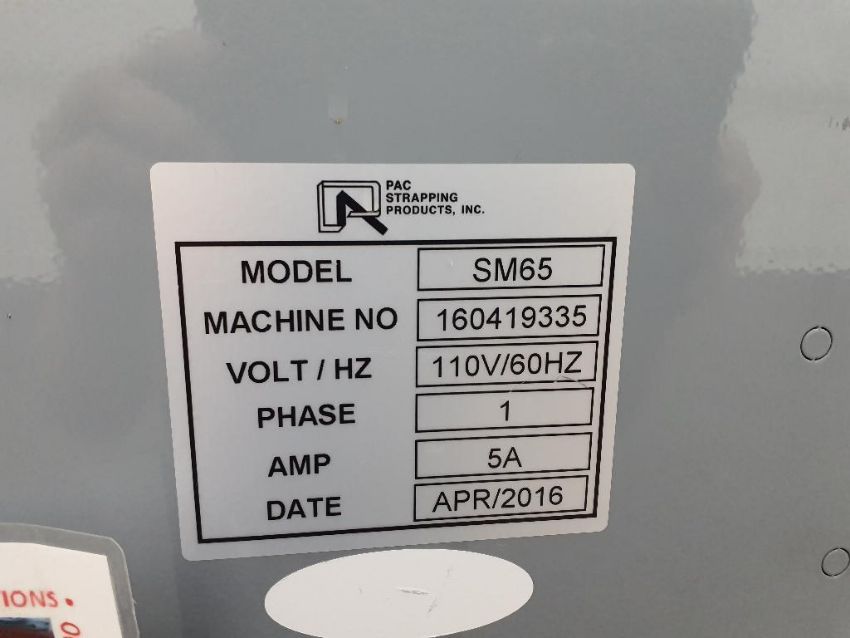 PAC
STRAPPING
PRODUCTS, INC.
MODEL SM65
MACHINE NO 160419335
VOLT / HZ 110V/60HZ
PHASE 1
AMP 5A
DATE APR/2016